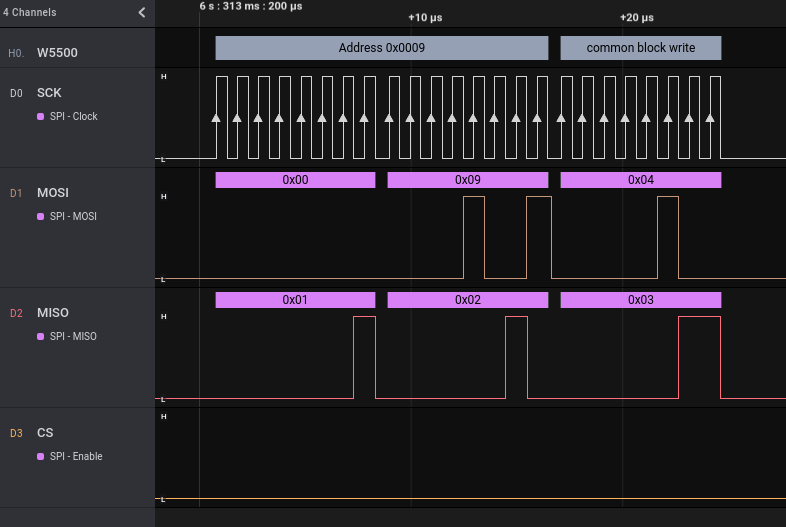 4 Channels
6 s : 313 ms : 200 µs
+10 µs
+20 µs
H0. W5500
Address 0x0009
common block write
D0 SCK
SPI - Clock
H
L
D1 MOSI
SPI - MOSI
0x00
0x09
0x04
H
L
D2 MISO
SPI - MISO
0x01
0x02
0x03
H
L
D3 CS
SPI - Enable
H
L